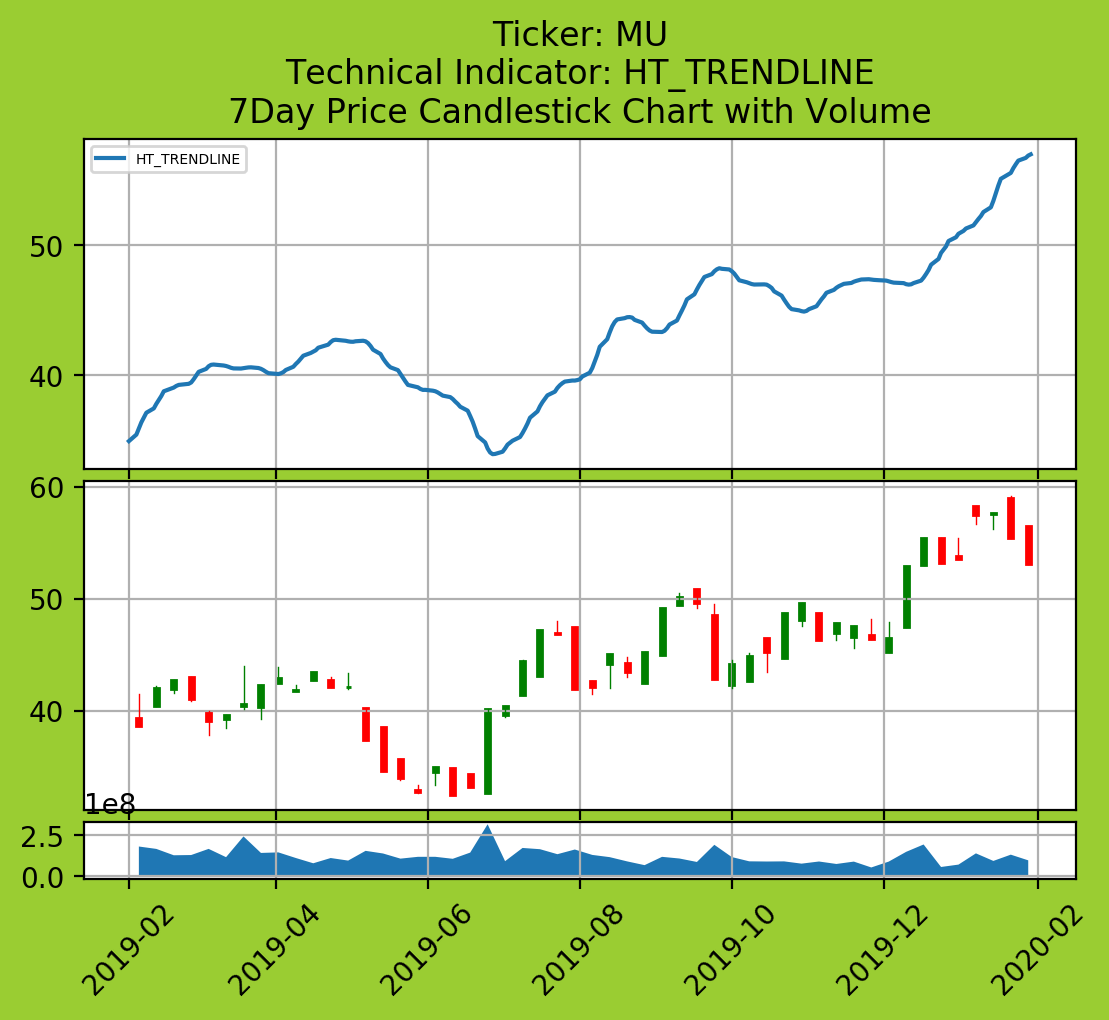 Ticker: MU
Technical Indicator: HT_TRENDLINE
7Day Price Candlestick Chart with Volume
HT_TRENDLINE
50
40
60
50
40
1e8
2.5
0.0
2019-02
2019-04
2019-06
2019-08
2019-10
2019-12
2020-02